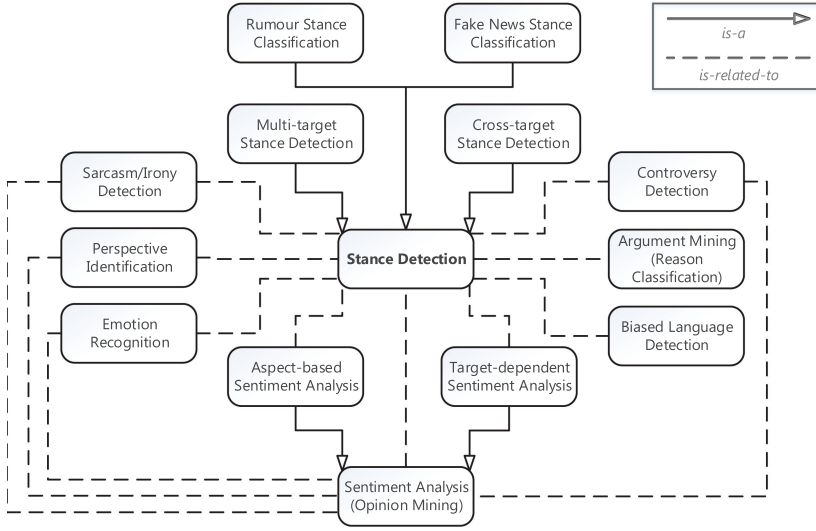 Rumour Stance
Classification
Fake News Stance
Classification
is-a
is-related-to
Multi-target
Stance Detection
Cross-target
Stance Detection
Sarcasm/Irony
Detection
Controversy
Detection
Perspective
Identification
Stance Detection
Argument Mining
(Reason
Classification)
Emotion
Recognition
Biased Language
Detection
Aspect-based
Sentiment Analysis
Target-dependent
Sentiment Analysis
Sentiment Analysis
(Opinion Mining)